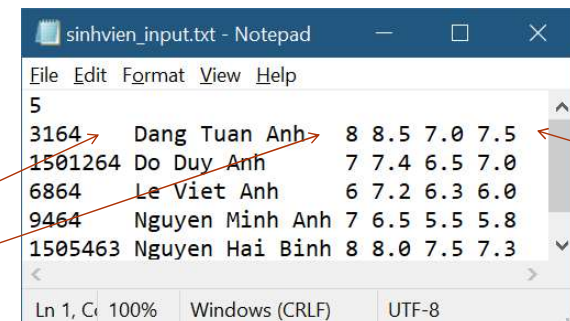 sinhvien_input.txt - Notepad
File Edit Format View Help
5
3164 Dang Tuan Anh 8 8.5 7.0 7.5
1501264 Do Duy Anh 7 7.4 6.5 7.0
6864 Le Viet Anh 6 7.2 6.3 6.0
9464 Nguyen Minh Anh 7 6.5 5.5 5.8
1505463 Nguyen Hai Binh 8 8.0 7.5 7.3
Ln 1, Cc 100% Windows (CRLF) UTF-8